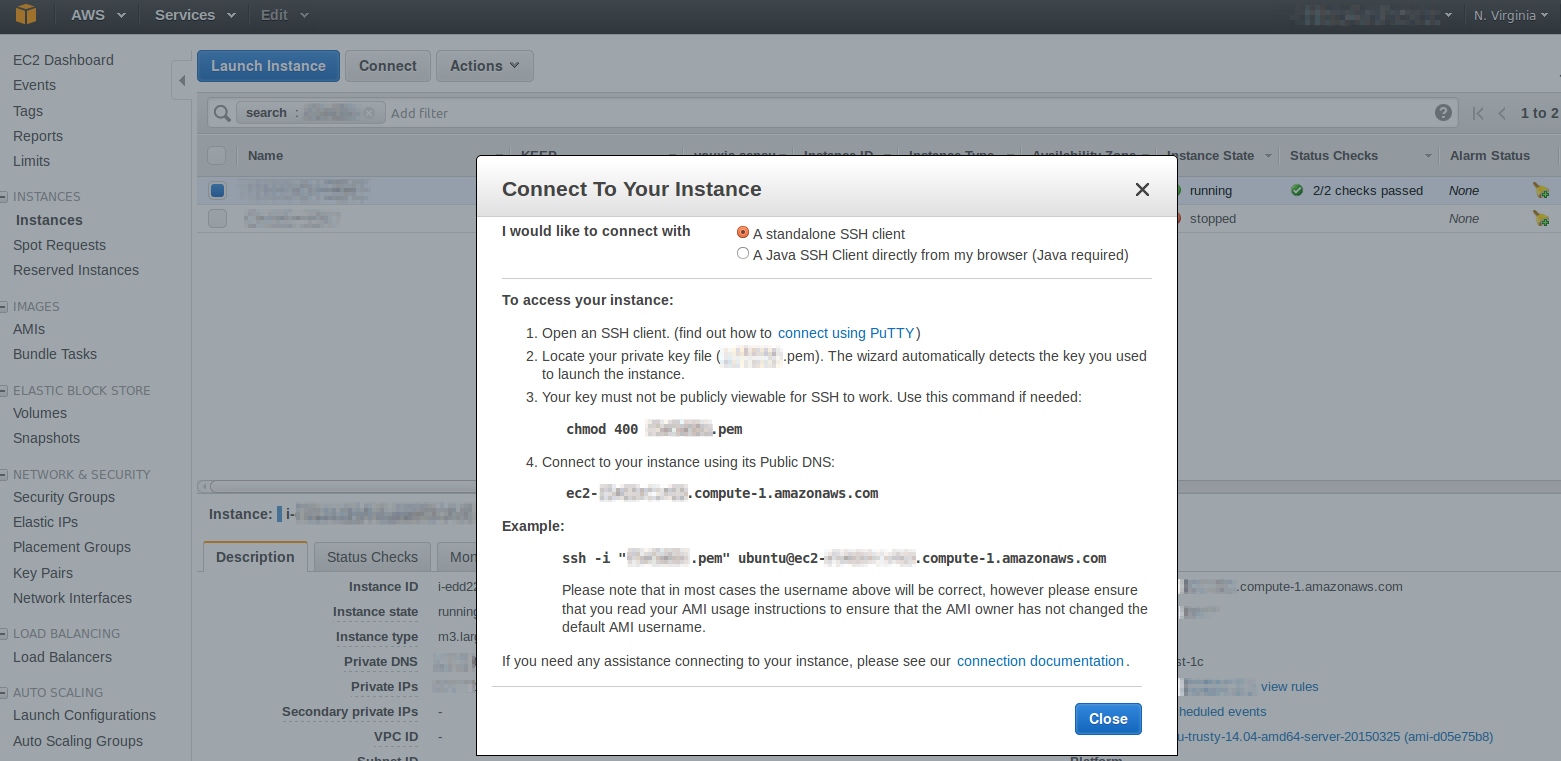 AWS Services Edit N. Virginia
EC2 Dashboard
Events
Tags
Reports
Limits
INSTANCES
Instances
Spot Requests
Reserved Instances
IMAGES
AMIs
Bundle Tasks
ELASTIC BLOCK STORE
Volumes
Snapshots
NETWORK & SECURITY
Security Groups
Elastic IPs
Placement Groups
Key Pairs
Network Interfaces
LOAD BALANCING
Load Balancers
AUTO SCALING
Launch Configurations
Auto Scaling Groups
Launch Instance Connect Actions
search : Add filter 1 to 2
Name KEEP Instance ID Instance Type Availability Zone Instance State Status Checks Alarm Status
running 2/2 checks passed None
stopped None
Connect To Your Instance
I would like to connect with
A standalone SSH client
A Java SSH Client directly from my browser (Java required)
To access your instance:
1. Open an SSH client. (find out how to connect using PuTTY)
2. Locate your private key file ( .pem). The wizard automatically detects the key you used
to launch the instance.
3. Your key must not be publicly viewable for SSH to work. Use this command if needed:
chmod 400 .pem
4. Connect to your instance using its Public DNS:
ec2- .compute-1.amazonaws.com
Example:
ssh -i " .pem" ubuntu@ec2- .compute-1.amazonaws.com
Please note that in most cases the username above will be correct, however please ensure
that you read your AMI usage instructions to ensure that the AMI owner has not changed the
default AMI username.
If you need any assistance connecting to your instance, please see our connection documentation.
Close
Instance: i-
Description Status Checks Mon
Instance ID i-edd22 .compute-1.amazonaws.com
Instance state running
Instance type m3.larg
Private DNS st-1c
Private IPs view rules
Secondary private IPs - heduled events
VPC ID - u-trusty-14.04-amd64-server-20150325 (ami-d05e75b8)
Subnet ID Platform